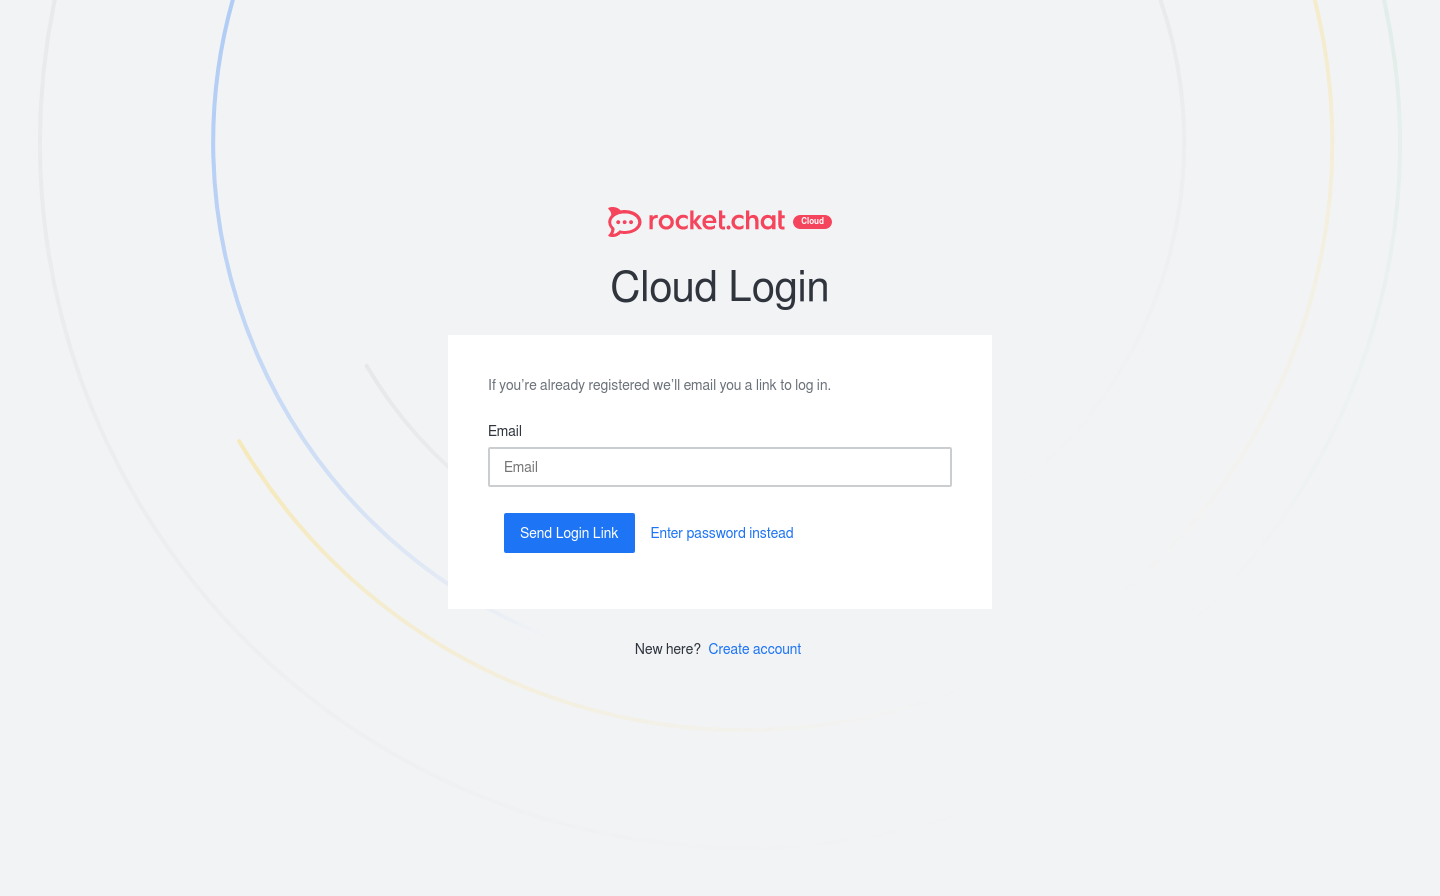 rocket.chat Cloud
Cloud Login
If you're already registered we'll email you a link to log in.
Email
Email
Send Login Link Enter password instead
New here? Create account